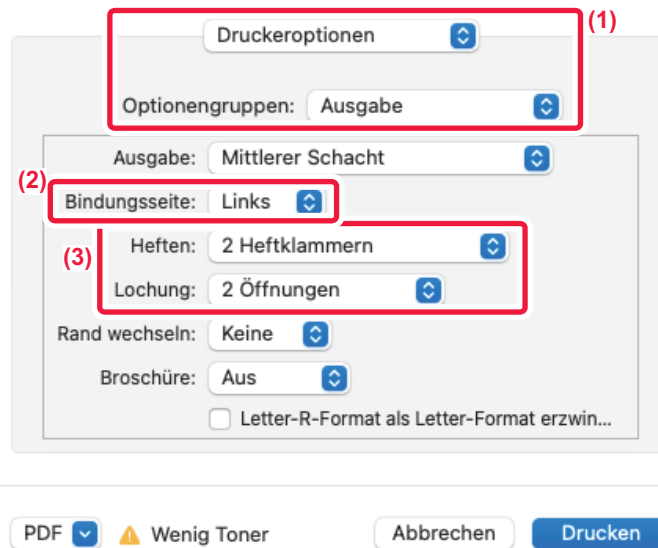 (1)
Druckeroptionen
Optionengruppen: Ausgabe
Ausgabe: Mittlerer Schacht
(2)
Bindungsseite: Links
(3)
Heften: 2 Heftklammern
Lochung: 2 Öffnungen
Rand wechseln: Keine
Broschüre: Aus
Letter-R-Format als Letter-Format erzwin...
PDF Wenig Toner Abbrechen Drucken